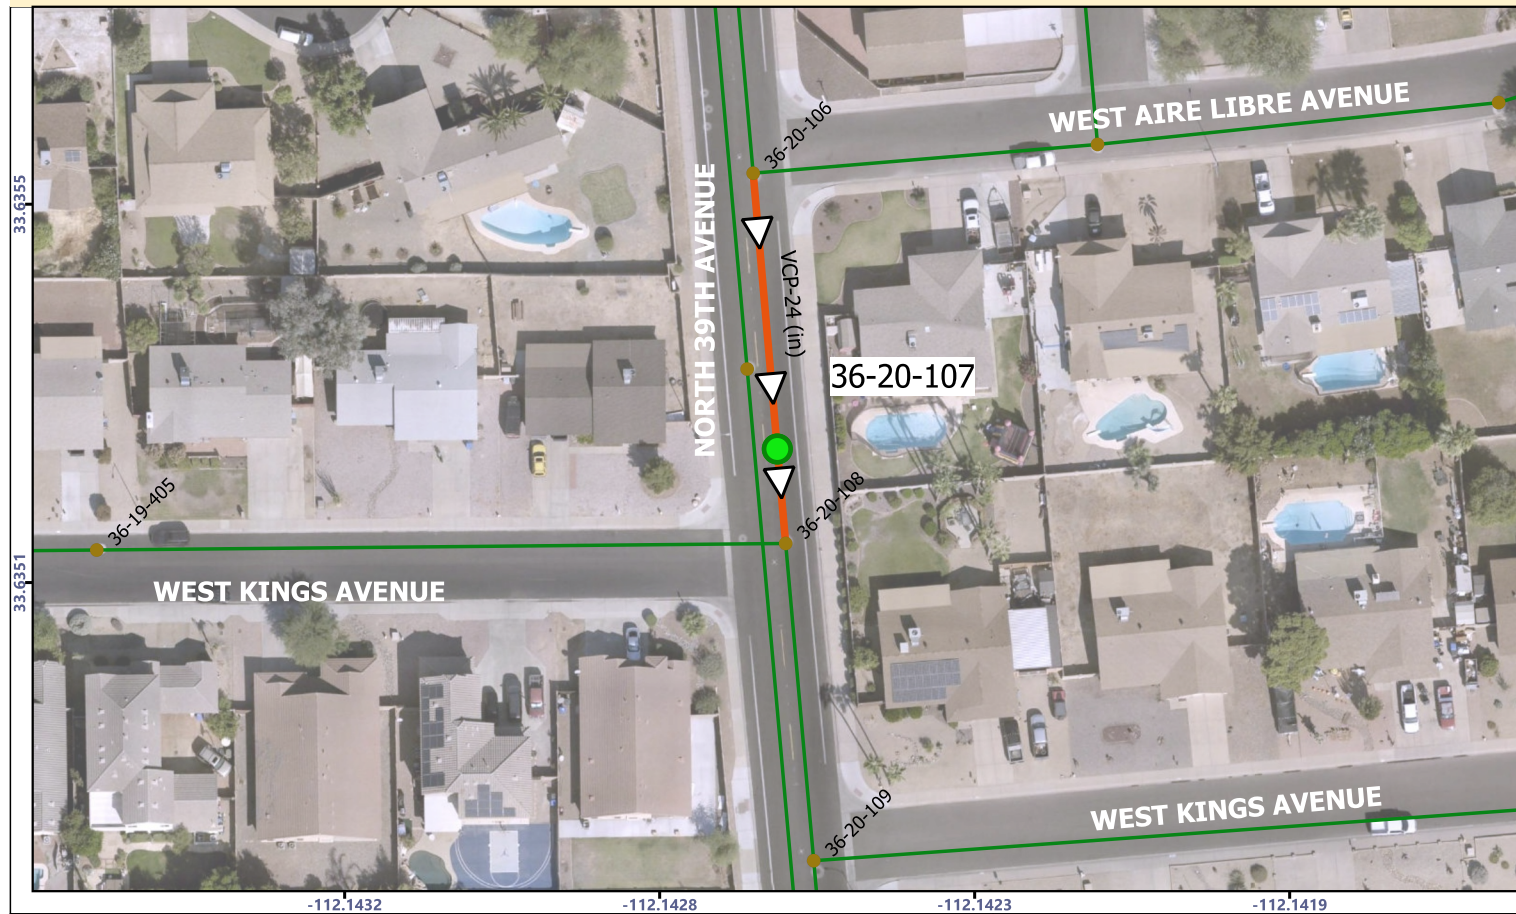 WEST AIRE LIBRE AVENUE
36-20-106
NORTH 39TH AVENUE
VCP-24 (in)
36-20-107
36-20-108
36-19-405
WEST KINGS AVENUE
36-20-109
WEST KINGS AVENUE
33.6355
33.6351
-112.1432
-112.1428
-112.1423
-112.1419